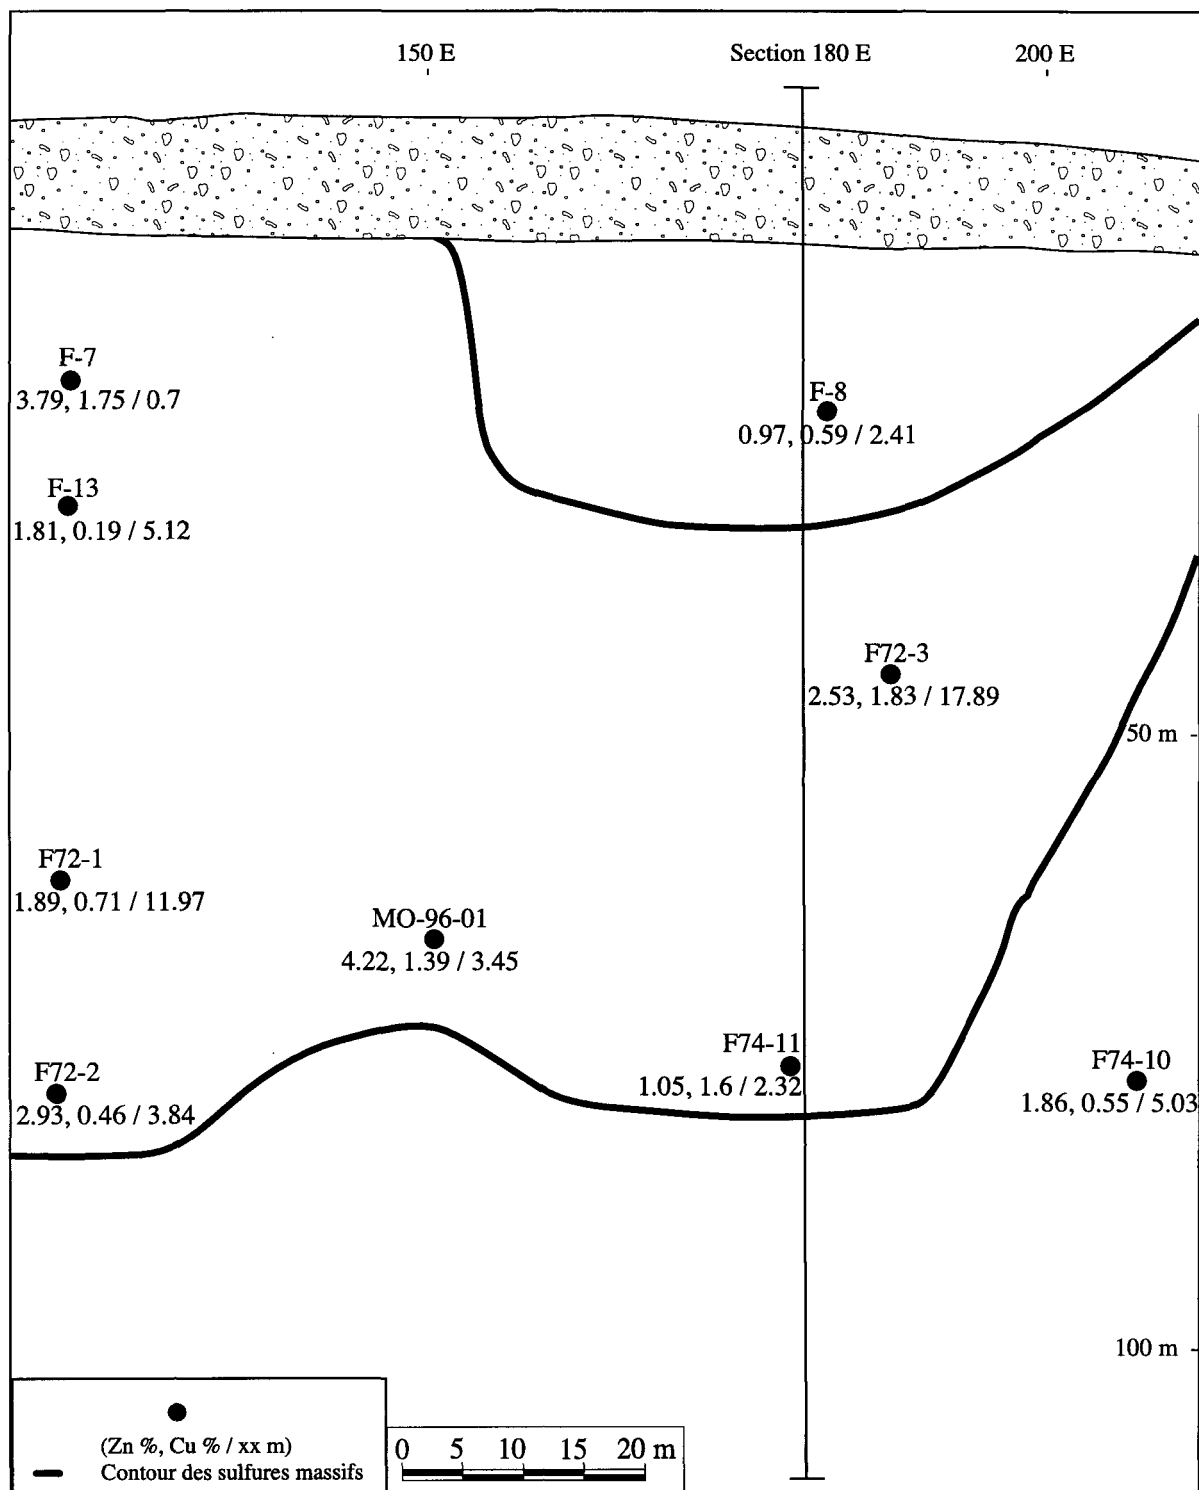 150 E
Section 180 E
200 E
F-7
3.79, 1.75 / 0.7
F-8
0.97, 0.59 / 2.41
F-13
1.81, 0.19 / 5.12
F72-3
2.53, 1.83 / 17.89
50 m
F72-1
1.89, 0.71 / 11.97
MO-96-01
4.22, 1.39 / 3.45
F74-11
1.05, 1.6 / 2.32
F74-10
1.86, 0.55 / 5.03
F72-2
2.93, 0.46 / 3.84
100 m
(Zn %, Cu % / xx m)
Contour des sulfures massifs
0 5 10 15 20 m